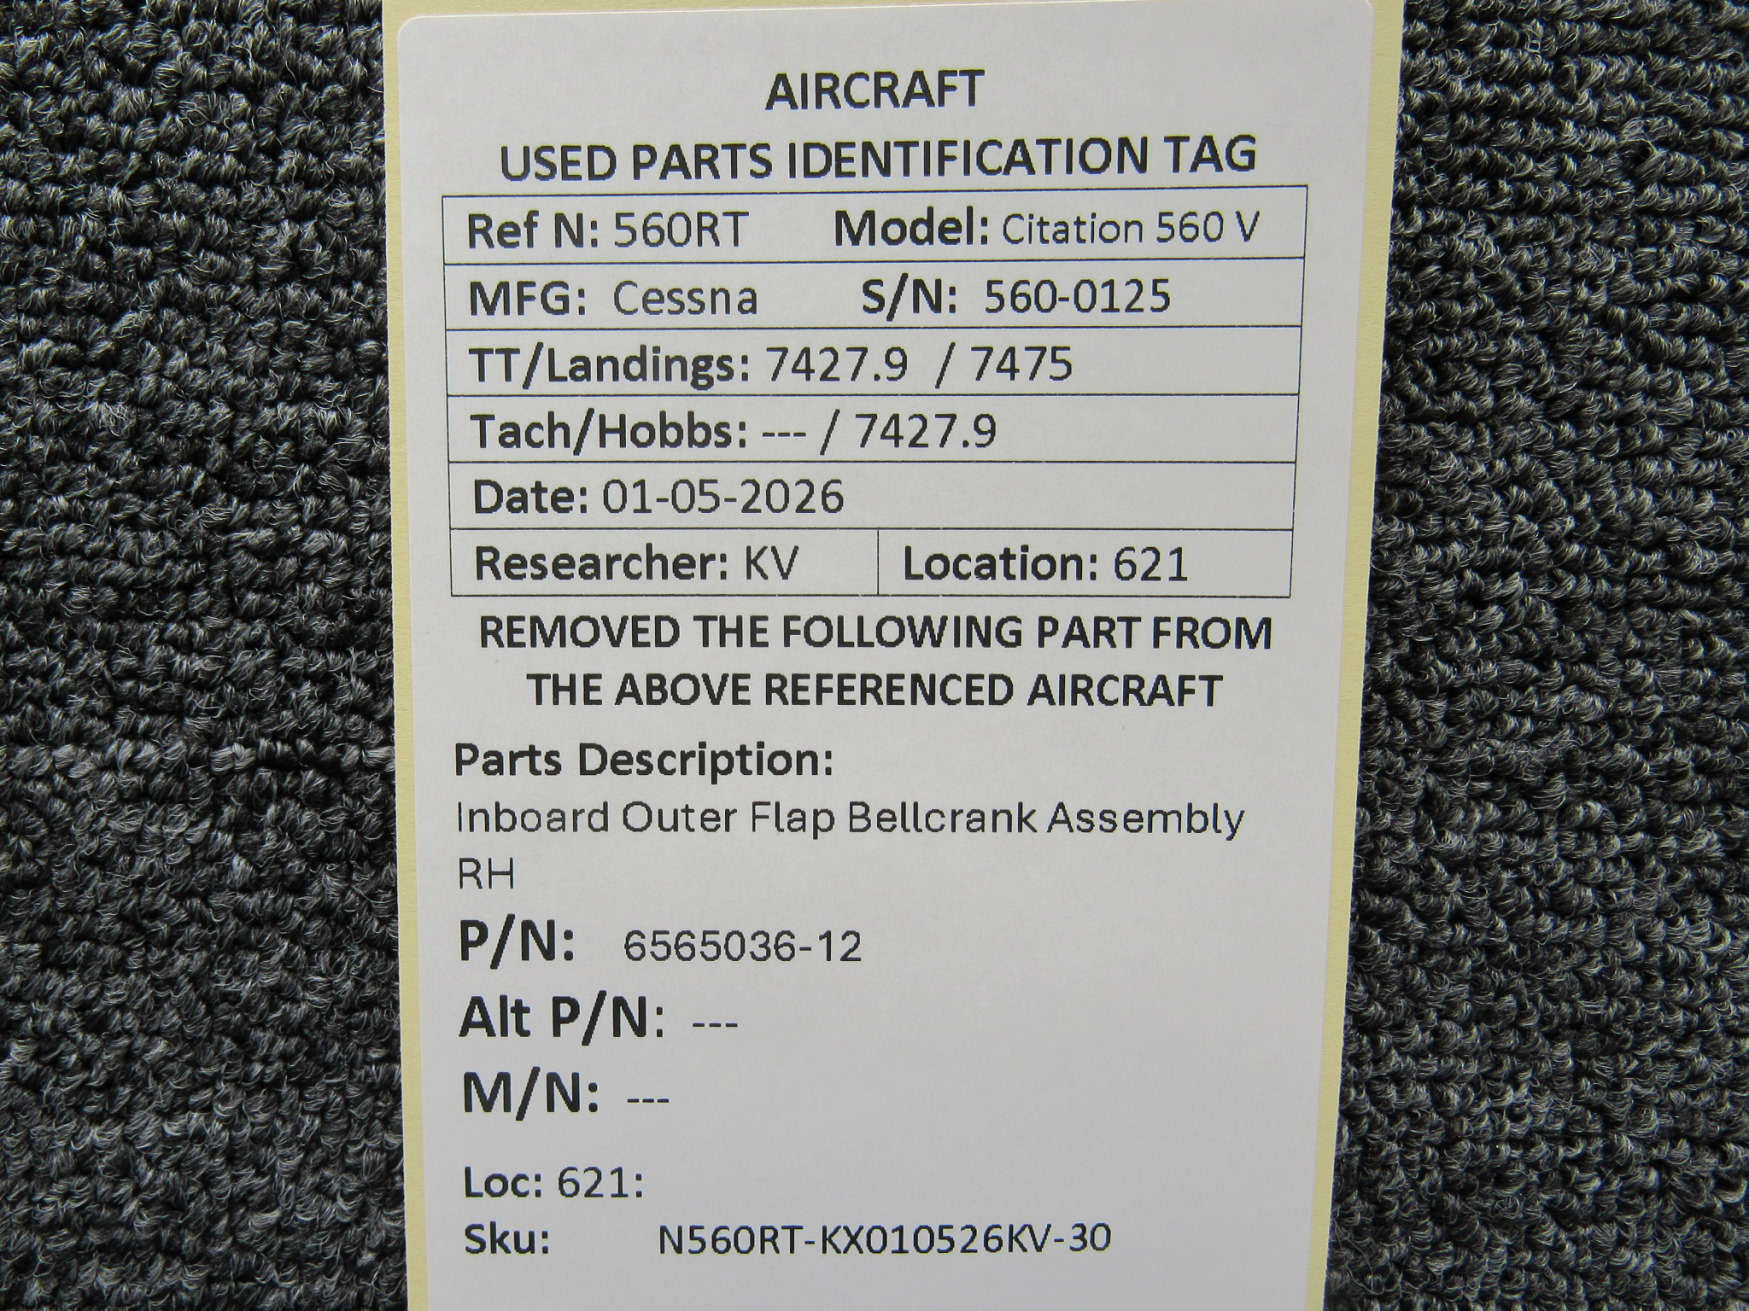 AIRCRAFT
USED PARTS IDENTIFICATION TAG
Ref N: 560RT Model: Citation 560 V
MFG: Cessna S/N: 560-0125
TT/Landings: 7427.9 / 7475
Tach/Hobbs: --- / 7427.9
Date: 01-05-2026
Researcher: KV Location: 621
REMOVED THE FOLLOWING PART FROM
THE ABOVE REFERENCED AIRCRAFT
Parts Description:
Inboard Outer Flap Bellcrank Assembly
RH
P/N: 6565036-12
Alt P/N: ---
M/N: ---
Loc: 621:
Sku: N560RT-KX010526KV-30